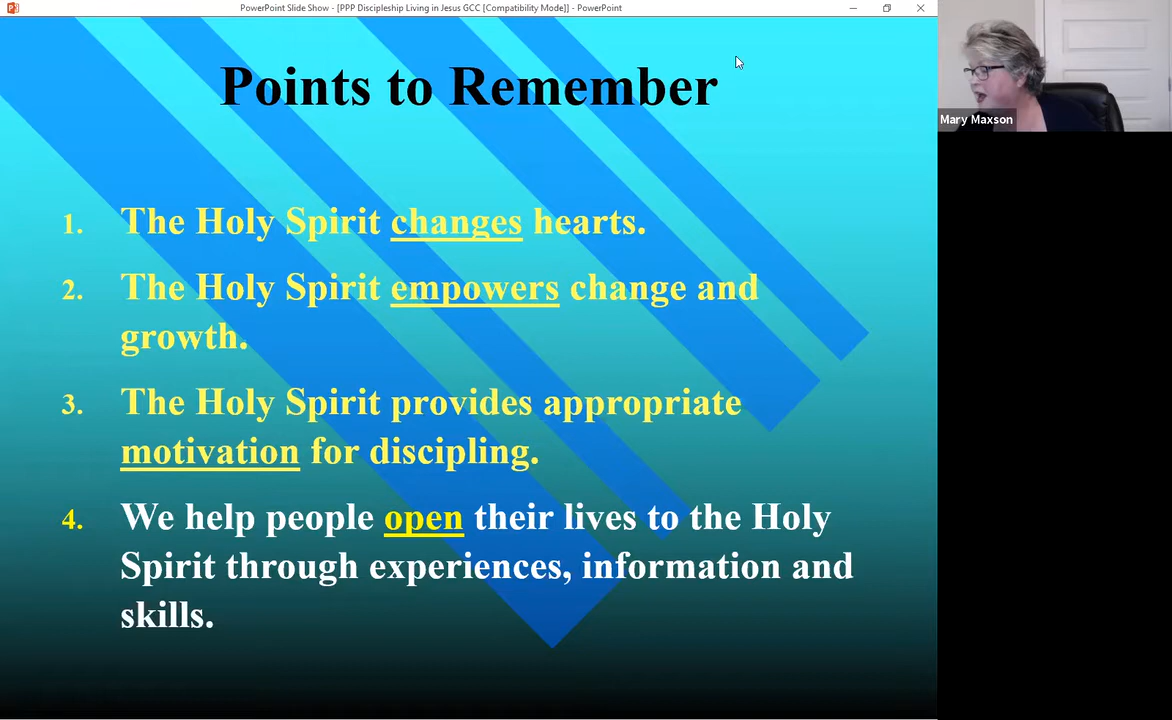 PowerPoint Slide Show - [PPP Discipleship Living in Jesus GCC [Compatibility Mode]] - PowerPoint
Points to Remember
Mary Maxson
1. The Holy Spirit changes hearts.
2. The Holy Spirit empowers change and
growth.
3. The Holy Spirit provides appropriate
motivation for discipling.
4. We help people open their lives to the Holy
Spirit through experiences, information and
skills.